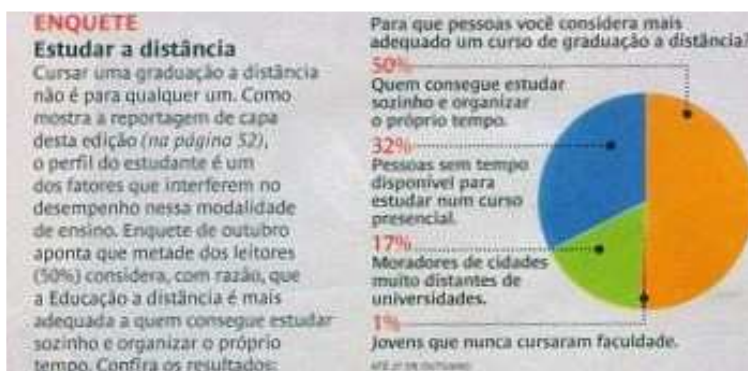 ENQUETE
Estudar a distância
Cursar uma graduação a distância
não é para qualquer um. Como
mostra a reportagem de capa
desta edição (na página 52),
o perfil do estudante é um
dos fatores que interferem no
desempenho nessa modalidade
de ensino. Enquete de outubro
aponta que metade dos leitores
(50%) considera, com razão, que
a Educação a distância é mais
adequada a quem consegue estudar
sozinho e organizar o próprio
tempo. Confira os resultados:
Para que pessoas você considera mais
adequado um curso de graduação a distância?
50%
Quem consegue estudar
sozinho e organizar
o próprio tempo.
32%
Pessoas sem tempo
disponível para
estudar num curso
presencial.
17%
Moradores de cidades
muito distantes de
universidades.
1%
Jovens que nunca cursaram faculdade.